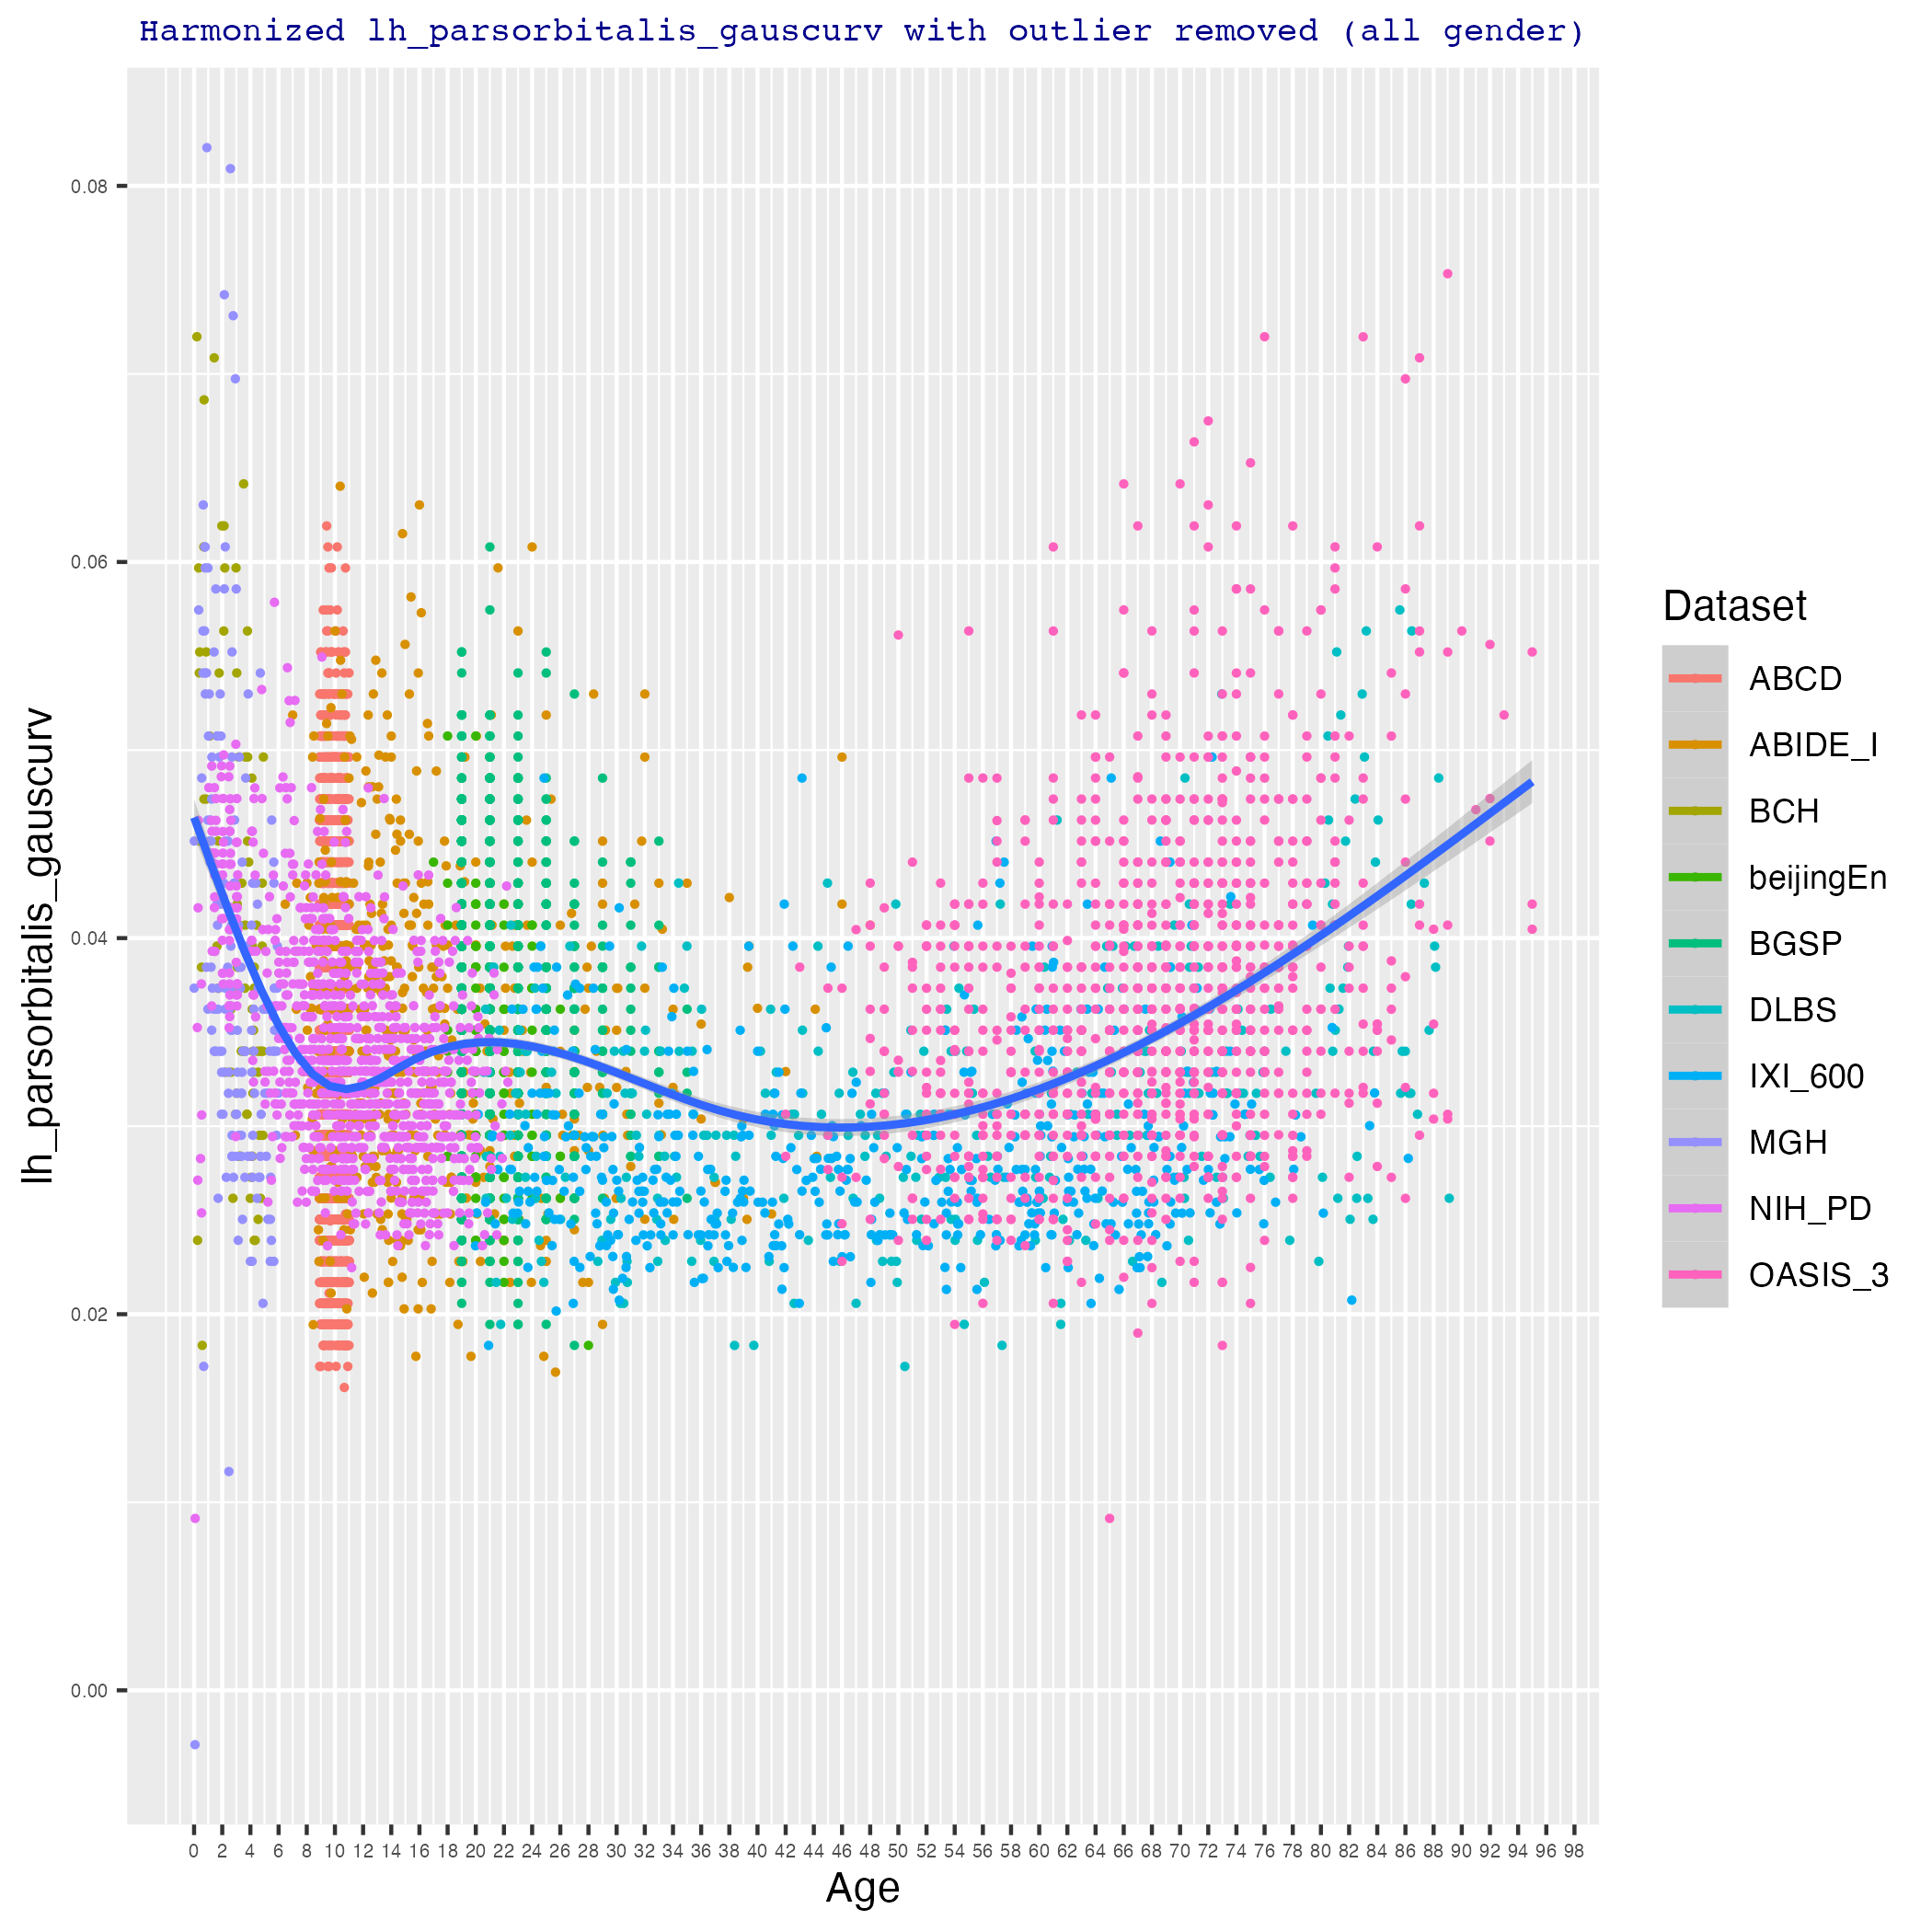 Harmonized lh_parsorbitalis_gauscurv with outlier removed (all gender)
lh_parsorbitalis_gauscurv
0.08
0.06
0.04
0.02
0.00
0 2 4 6 8 10 12 14 16 18 20 22 24 26 28 30 32 34 36 38 40 42 44 46 48 50 52 54 56 58 60 62 64 66 68 70 72 74 76 78 80 82 84 86 88 90 92 94 96 98
Age
Dataset
ABCD
ABIDE_I
BCH
beijingEn
BGSP
DLBS
IXI_600
MGH
NIH_PD
OASIS_3